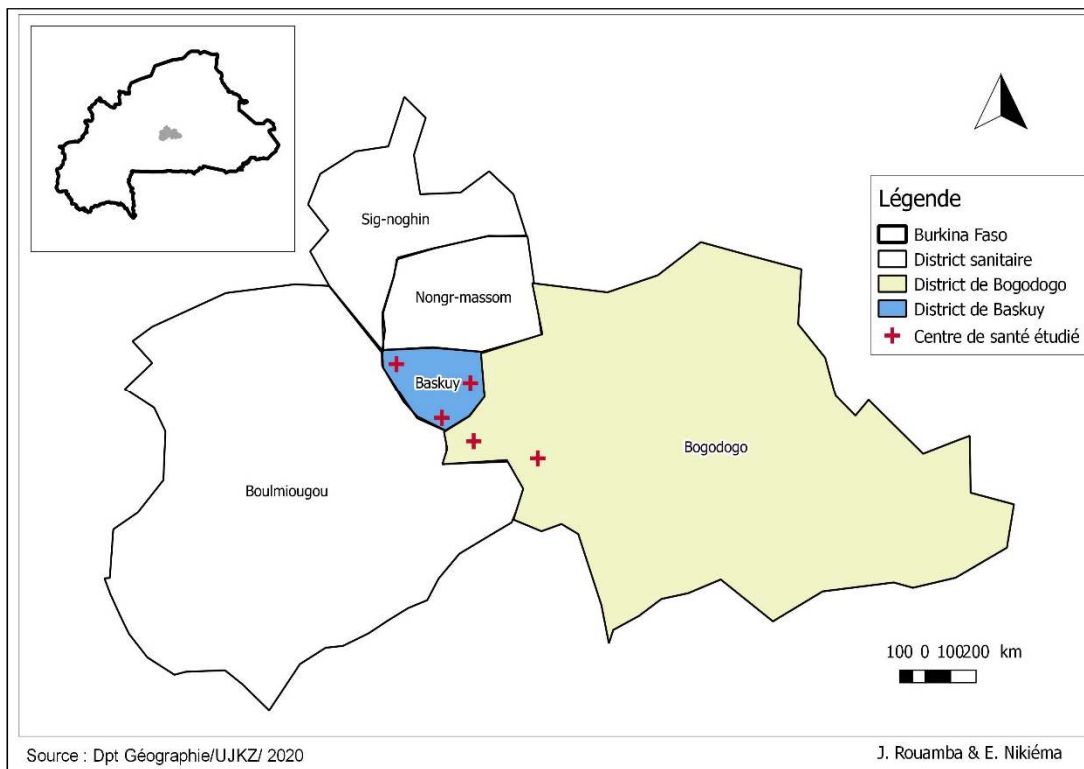 Sig-noghin
Nongr-massom
Baskuy
Bogodogo
Boulmiougou
Légende
Burkina Faso
District sanitaire
District de Bogodogo
District de Baskuy
Centre de santé étudié
100 0 100200 km
Source : Dpt Géographie/UJKZ/ 2020
J. Rouamba & E. Nikiéma